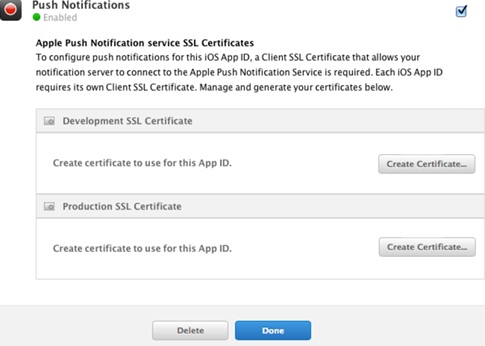 Push Notifications
Enabled
Apple Push Notification service SSL Certificates
To configure push notifications for this iOS App ID, a Client SSL Certificate that allows your
notification server to connect to the Apple Push Notification Service is required. Each iOS App ID
requires its own Client SSL Certificate. Manage and generate your certificates below.
Development SSL Certificate
Create certificate to use for this App ID.
Create Certificate...
Production SSL Certificate
Create certificate to use for this App ID.
Create Certificate...
Delete
Done